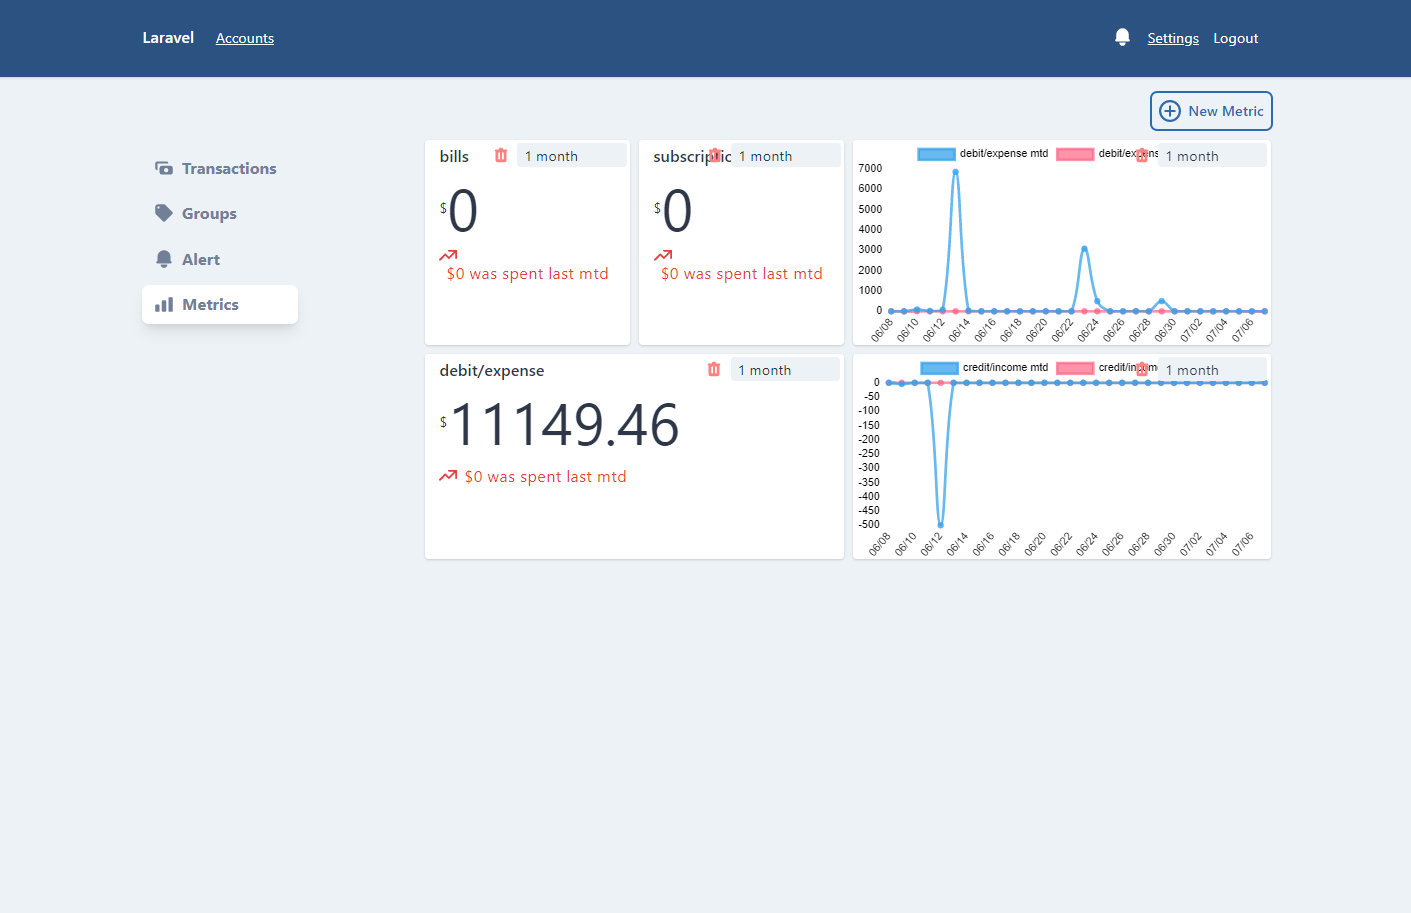 Laravel Accounts Settings Logout
New Metric
Transactions
Groups
Alert
Metrics
bills 1 month
$0
$0 was spent last mtd
1 month
$0
$0 was spent last mtd
debit/expense mtd 1 month
7000
6000
5000
4000
3000
2000
1000
0
06/08 06/10 06/12 06/14 06/16 06/18 06/20 06/22 06/24 06/26 06/28 06/30 07/02 07/04 07/06
debit/expense 1 month
$11149.46
$0 was spent last mtd
credit/income mtd 1 month
0
-50
-100
-150
-200
-250
-300
-350
-400
-450
-500
06/08 06/10 06/12 06/14 06/16 06/18 06/20 06/22 06/24 06/26 06/28 06/30 07/02 07/04 07/06